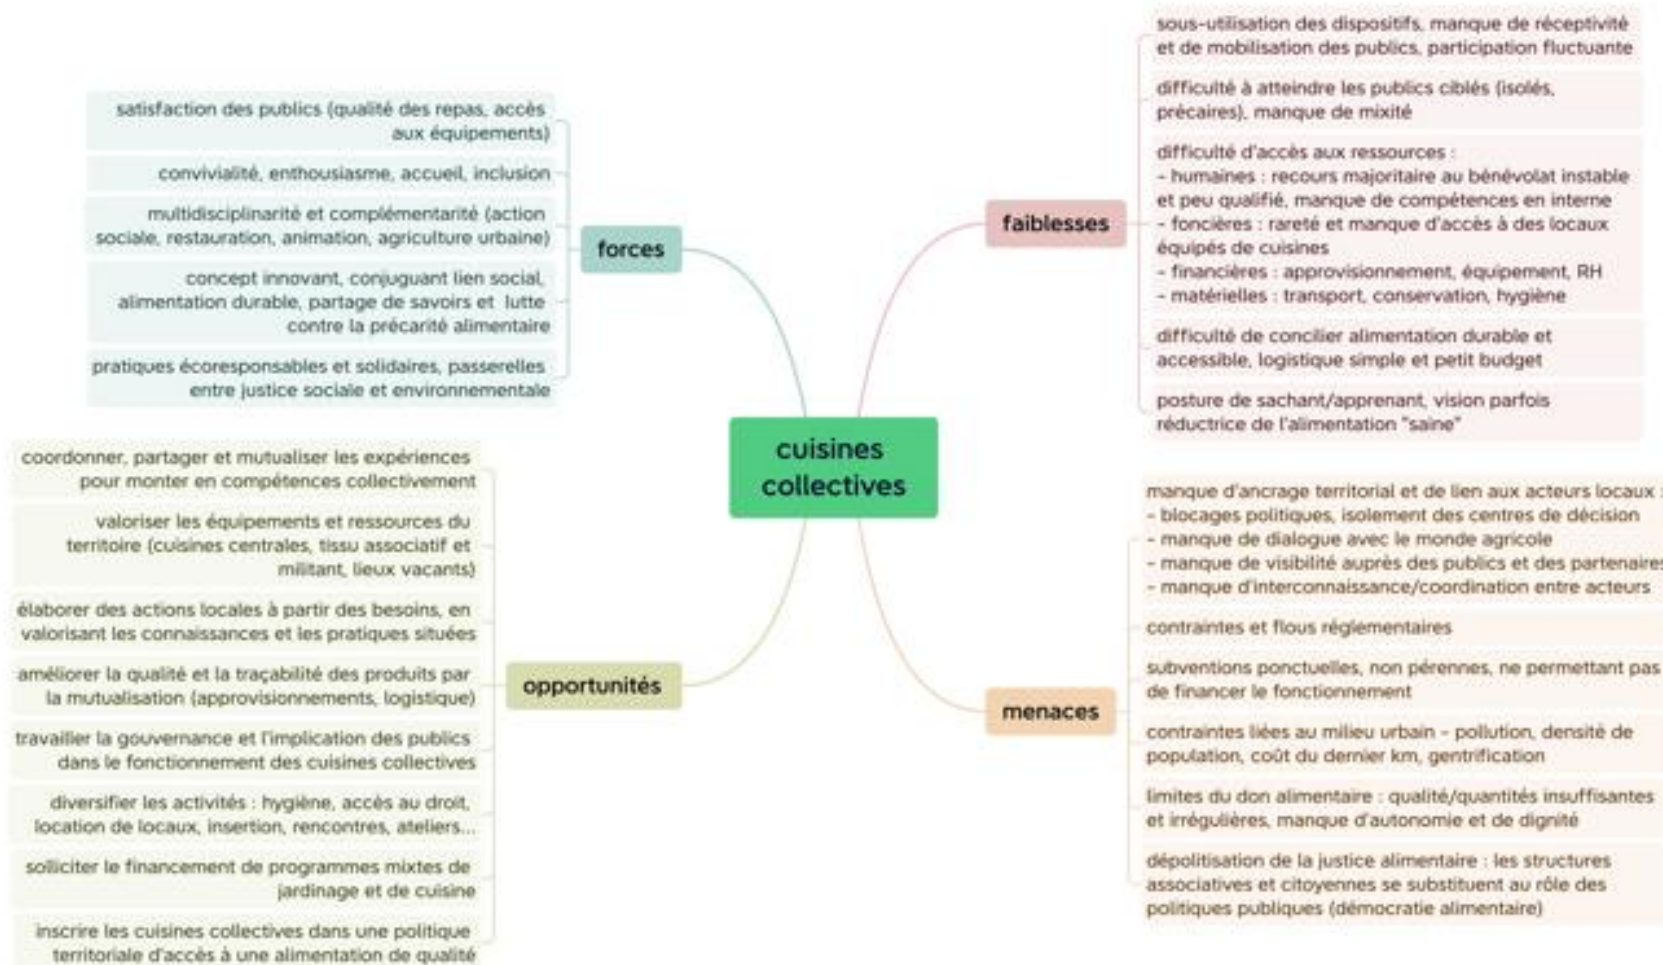 satisfaction des publics (qualité des repas, accès
aux équipements)
convivialité, enthousiasme, accueil, inclusion
multidisciplinarité et complémentarité (action
sociale, restauration, animation, agriculture urbaine)
concept innovant, conjuguant lien social,
alimentation durable, partage de savoirs et lutte
contre la précarité alimentaire
pratiques écoresponsables et solidaires, passerelles
entre justice sociale et environnementale
forces
sous-utilisation des dispositifs, manque de réceptivité
et de mobilisation des publics, participation fluctuante
difficulté à atteindre les publics ciblés (isolés,
précaires), manque de mixité
difficulté d'accès aux ressources :
- humaines : recours majoritaire au bénévolat instable
et peu qualifié, manque de compétences en interne
- foncières : rareté et manque d'accès à des locaux
équipés de cuisines
- financières : approvisionnement, équipement, RH
- matérielles : transport, conservation, hygiène
difficulté de concilier alimentation durable et
accessible, logistique simple et petit budget
posture de sachant/apprenant, vision parfois
réductrice de l'alimentation "saine"
faiblesses
cuisines
collectives
coordonner, partager et mutualiser les expériences
pour monter en compétences collectivement
valoriser les équipements et ressources du
territoire (cuisines centrales, tissu associatif et
militant, lieux vacants)
élaborer des actions locales à partir des besoins, en
valorisant les connaissances et les pratiques situées
améliorer la qualité et la traçabilité des produits par
la mutualisation (approvisionnements, logistique)
travailler la gouvernance et l'implication des publics
dans le fonctionnement des cuisines collectives
diversifier les activités : hygiène, accès au droit,
location de locaux, insertion, rencontres, ateliers...
solliciter le financement de programmes mixtes de
jardinage et de cuisine
inscrire les cuisines collectives dans une politique
territoriale d'accès à une alimentation de qualité
opportunités
manque d'ancrage territorial et de lien aux acteurs locaux :
- blocages politiques, isolement des centres de décision
- manque de dialogue avec le monde agricole
- manque de visibilité auprès des publics et des partenaires
- manque d'interconnaissance/coordination entre acteurs
contraintes et flous réglementaires
subventions ponctuelles, non pérennes, ne permettant pas
de financer le fonctionnement
contraintes liées au milieu urbain - pollution, densité de
population, coût du dernier km, gentrification
limites du don alimentaire : qualité/quantités insuffisantes
et irrégulières, manque d'autonomie et de dignité
dépolitisation de la justice alimentaire : les structures
associatives et citoyennes se substituent au rôle des
politiques publiques (démocratie alimentaire)
menaces